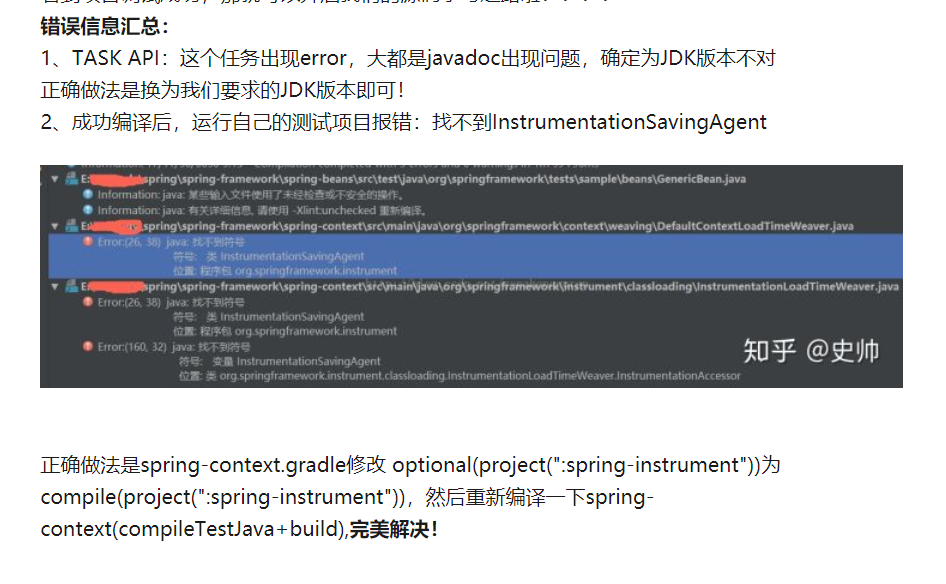 错误信息汇总：
1、TASK API：这个任务出现error，大都是javadoc出现问题，确定为JDK版本不对
正确做法是换为我们要求的JDK版本即可！
2、成功编译后，运行自己的测试项目报错：找不到InstrumentationSavingAgent
spring\spring-framework\spring-beans\src\test\java\org\springframework\tests\sample\beans\GenericBean.java
Information: java: 某些输入文件使用了未经检查或不安全的操作。
Information: java: 有关详细信息, 请使用 -Xlint:unchecked 重新编译。
spring\spring-framework\spring-context\src\main\java\org\springframework\context\weaving\DefaultContextLoadTimeWeaver.java
Error:(26, 38) java: 找不到符号
符号: 类 InstrumentationSavingAgent
位置: 程序包 org.springframework.instrument
spring\spring-framework\spring-context\src\main\java\org\springframework\instrument\classloading\InstrumentationLoadTimeWeaver.java
Error:(26, 38) java: 找不到符号
符号: 类 InstrumentationSavingAgent
位置: 程序包 org.springframework.instrument
Error:(160, 32) java: 找不到符号
符号: 变量 InstrumentationSavingAgent
位置: 类 org.springframework.instrument.classloading.InstrumentationLoadTimeWeaver.InstrumentationAccessor
知乎 @史帅
正确做法是spring-context.gradle修改 optional(project(":spring-instrument"))为
compile(project(":spring-instrument"))，然后重新编译一下spring-
context(compileTestJava+build),完美解决！